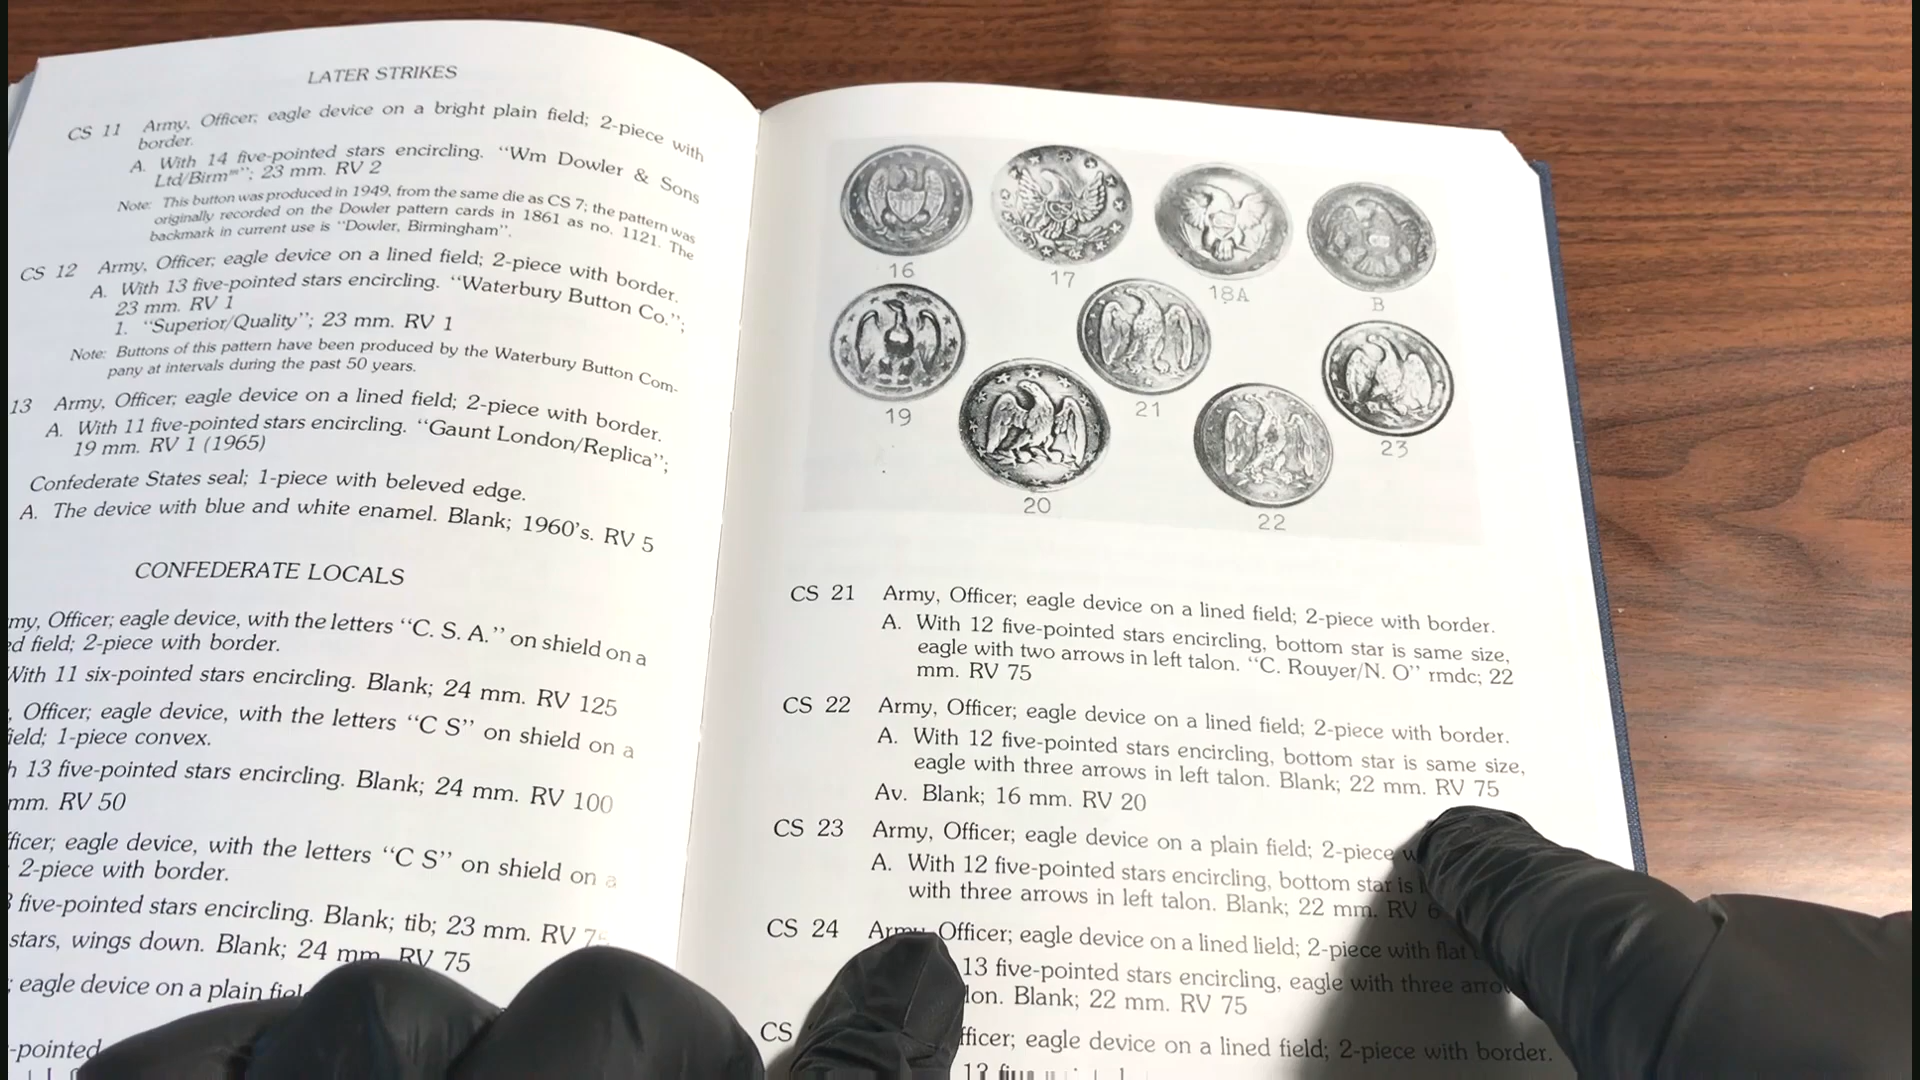 LATER STRIKES
CS 11 Army, Officer; eagle device on a bright plain field; 2-piece with
border.
A. With 14 five-pointed stars encircling. "Wm Dowler & Sons
Ltd/Birmᵐ"; 23 mm. RV 2
Note: This button was produced in 1949, from the same die as CS 7; the pattern was
originally recorded on the Dowler pattern cards in 1861 as no. 1121. The
backmark in current use is "Dowler, Birmingham".
CS 12 Army, Officer; eagle device on a lined field; 2-piece with border.
A. With 13 five-pointed stars encircling. "Waterbury Button Co.";
23 mm. RV 1
1. "Superior/Quality"; 23 mm. RV 1
Note: Buttons of this pattern have been produced by the Waterbury Button Com-
pany at intervals during the past 50 years.
13 Army, Officer; eagle device on a lined field; 2-piece with border.
A. With 11 five-pointed stars encircling. "Gaunt London/Replica";
19 mm. RV 1 (1965)
Confederate States seal; 1-piece with beleved edge.
A. The device with blue and white enamel. Blank; 1960's. RV 5
CONFEDERATE LOCALS
my, Officer; eagle device, with the letters "C. S. A." on shield on a
ed field; 2-piece with border.
With 11 six-pointed stars encircling. Blank; 24 mm. RV 125
, Officer; eagle device, with the letters "C S" on shield on a
ield; 1-piece convex.
h 13 five-pointed stars encircling. Blank; 24 mm. RV 100
mm. RV 50
fficer; eagle device, with the letters "C S" on shield on a
2-piece with border.
3 five-pointed stars encircling. Blank; tib; 23 mm. RV
stars, wings down. Blank; 24 mm. RV 75
; eagle device on a plain
-pointed
16
17
18A
B
19
20
21
22
23
CS 21 Army, Officer; eagle device on a lined field; 2-piece with border.
A. With 12 five-pointed stars encircling, bottom star is same size,
eagle with two arrows in left talon. "C. Rouyer/N. O" rmdc; 22
mm. RV 75
CS 22 Army, Officer; eagle device on a lined field; 2-piece with border.
A. With 12 five-pointed stars encircling, bottom star is same size,
eagle with three arrows in left talon. Blank; 22 mm. RV 75
Av. Blank; 16 mm. RV 20
CS 23 Army, Officer; eagle device on a plain field; 2-piece
A. With 12 five-pointed stars encircling, bottom star is
with three arrows in left talon. Blank; 22 mm. RV
CS 24 Army, Officer; eagle device on a lined lield; 2-piece with flat
13 five-pointed stars encircling, eagle with three
lon. Blank; 22 mm. RV 75
CS
fficer; eagle device on a lined field; 2-piece with border.